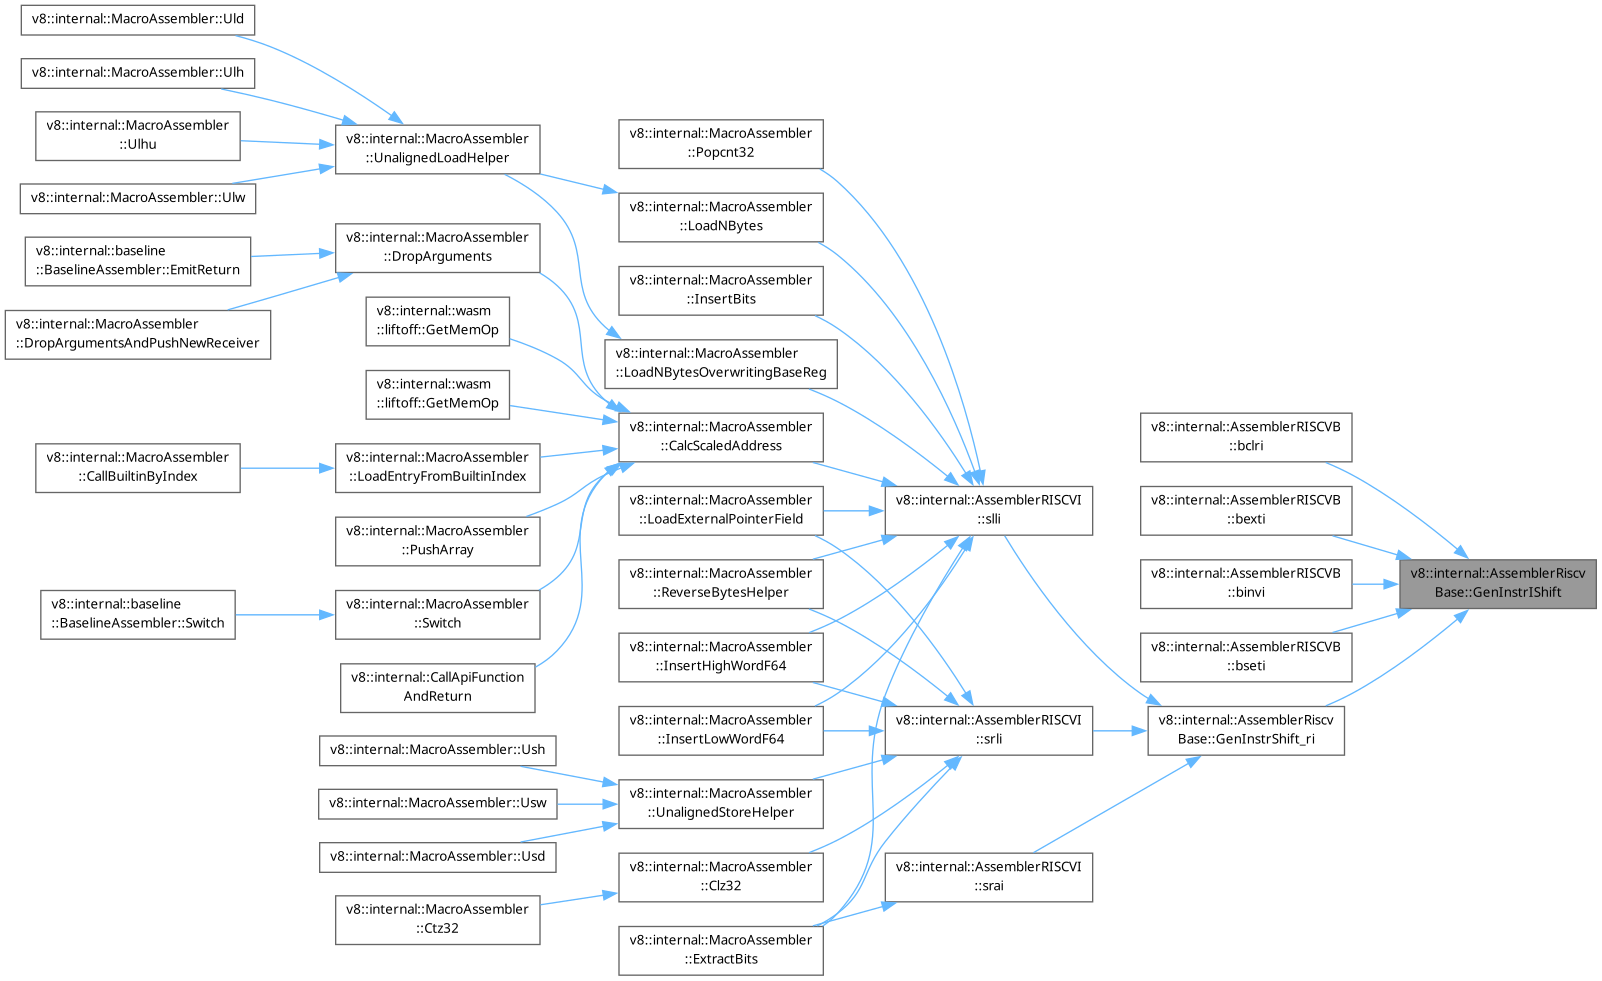 v8::internal::MacroAssembler::Uld
v8::internal::MacroAssembler::Ulh
v8::internal::MacroAssembler
::Ulhu
v8::internal::MacroAssembler::Ulw
v8::internal::baseline
::BaselineAssembler::EmitReturn
v8::internal::MacroAssembler
::DropArgumentsAndPushNewReceiver
v8::internal::MacroAssembler
::CallBuiltinByIndex
v8::internal::baseline
::BaselineAssembler::Switch
v8::internal::MacroAssembler
::UnalignedLoadHelper
v8::internal::MacroAssembler
::DropArguments
v8::internal::wasm
::liftoff::GetMemOp
v8::internal::wasm
::liftoff::GetMemOp
v8::internal::MacroAssembler
::LoadEntryFromBuiltinIndex
v8::internal::MacroAssembler
::PushArray
v8::internal::MacroAssembler
::Switch
v8::internal::CallApiFunction
AndReturn
v8::internal::MacroAssembler::Ush
v8::internal::MacroAssembler::Usw
v8::internal::MacroAssembler::Usd
v8::internal::MacroAssembler
::Ctz32
v8::internal::MacroAssembler
::Popcnt32
v8::internal::MacroAssembler
::LoadNBytes
v8::internal::MacroAssembler
::InsertBits
v8::internal::MacroAssembler
::LoadNBytesOverwritingBaseReg
v8::internal::MacroAssembler
::CalcScaledAddress
v8::internal::MacroAssembler
::LoadExternalPointerField
v8::internal::MacroAssembler
::ReverseBytesHelper
v8::internal::MacroAssembler
::InsertHighWordF64
v8::internal::MacroAssembler
::InsertLowWordF64
v8::internal::MacroAssembler
::UnalignedStoreHelper
v8::internal::MacroAssembler
::Clz32
v8::internal::MacroAssembler
::ExtractBits
v8::internal::AssemblerRISCVI
::slli
v8::internal::AssemblerRISCVI
::srli
v8::internal::AssemblerRISCVI
::srai
v8::internal::AssemblerRISCVB
::bclri
v8::internal::AssemblerRISCVB
::bexti
v8::internal::AssemblerRISCVB
::binvi
v8::internal::AssemblerRISCVB
::bseti
v8::internal::AssemblerRiscv
Base::GenInstrShift_ri
v8::internal::AssemblerRiscv
Base::GenInstrIShift